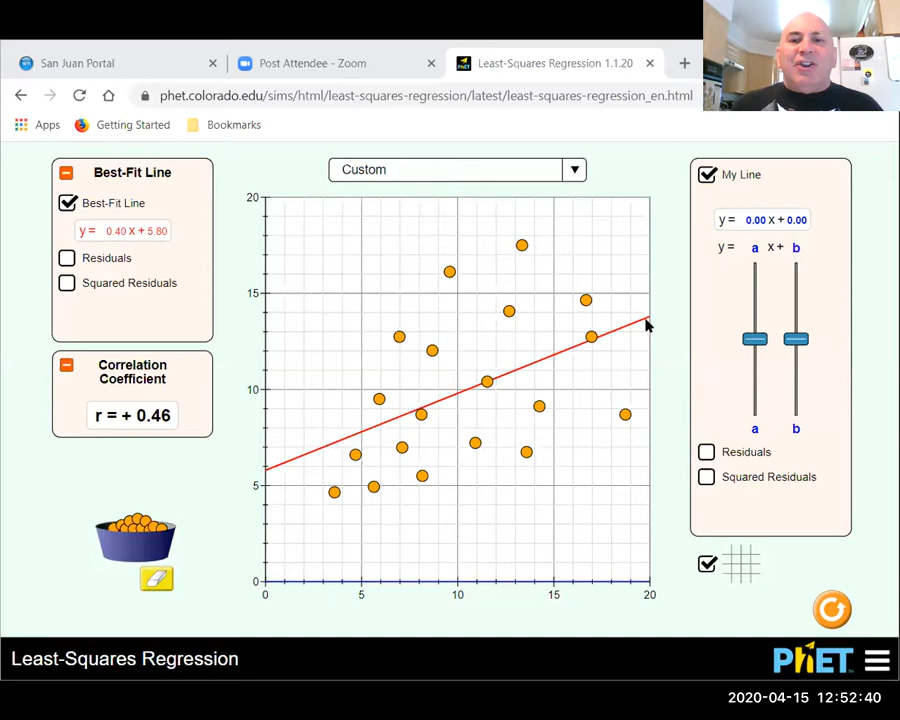 San Juan Portal
Post Attendee - Zoom
Least-Squares Regression 1.1.20
phet.colorado.edu/sims/html/least-squares-regression/latest/least-squares-regression_en.html
Apps
Getting Started
Bookmarks
Best-Fit Line
Best-Fit Line
y = 0.40 x + 5.80
Residuals
Squared Residuals
Correlation
Coefficient
r = + 0.46
Custom
20
15
10
5
0
0 5 10 15 20
My Line
y = 0.00 x + 0.00
y = a x + b
a b
Residuals
Squared Residuals
Least-Squares Regression
PhET
2020-04-15 12:52:40